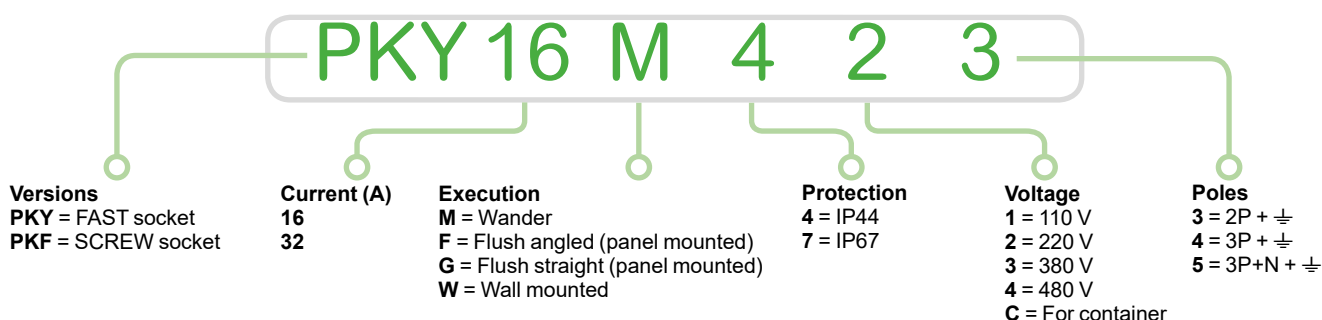 PKY 16 M 4 2 3
Versions
PKY = FAST socket
PKF = SCREW socket
Current (A)
16
32
Execution
M = Wander
F = Flush angled (panel mounted)
G = Flush straight (panel mounted)
W = Wall mounted
Protection
4 = IP44
7 = IP67
Voltage
1 = 110 V
2 = 220 V
3 = 380 V
4 = 480 V
C = For container
Poles
3 = 2P + ⏚
4 = 3P + ⏚
5 = 3P+N + ⏚